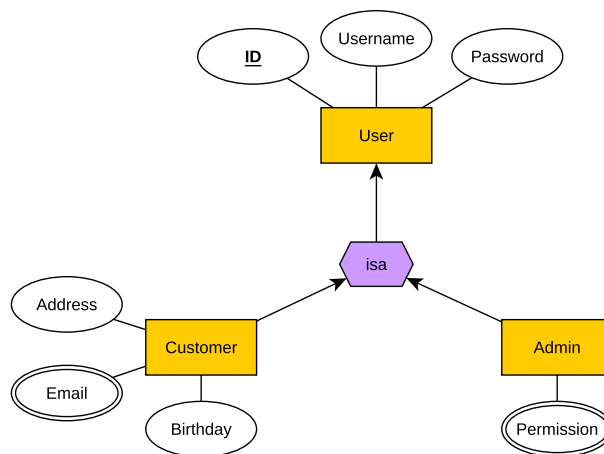 Username
ID
Password
User
isa
Address
Customer
Admin
Email
Birthday
Permission